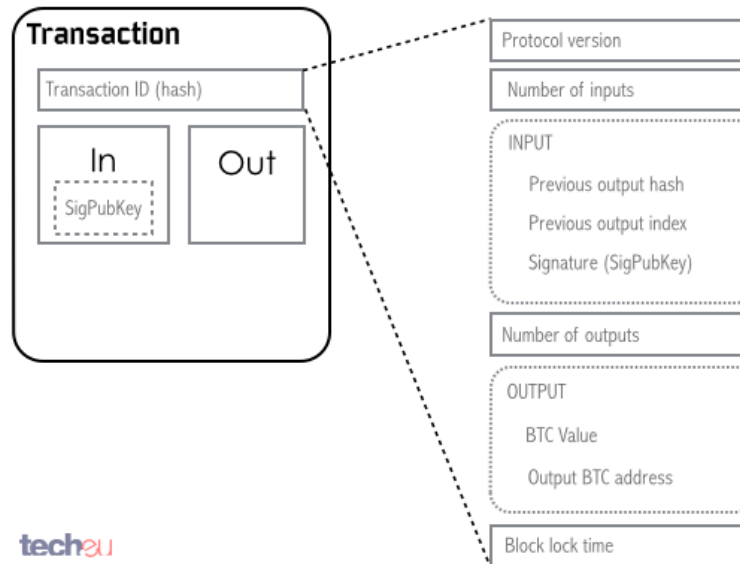 Transaction
Transaction ID (hash)
In
SigPubKey
Out
Protocol version
Number of inputs
INPUT
Previous output hash
Previous output index
Signature (SigPubKey)
Number of outputs
OUTPUT
BTC Value
Output BTC address
Block lock time
techeu